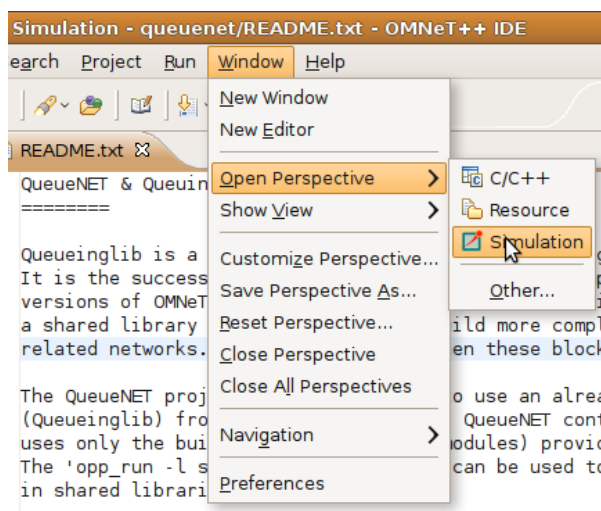 Simulation - queuenet/README.txt - OMNeT++ IDE
earch Project Run Window Help
README.txt
New Window
New Editor
Open Perspective
Show View
Customize Perspective...
Save Perspective As...
Reset Perspective...
Close Perspective
Close All Perspectives
Navigation
Preferences
C/C++
Resource
Simulation
Other...
QueueNET & Queuin
========
Queueinglib is a
It is the success
versions of OMNeT
a shared library ild more compl
related networks. en these block
The QueueNET proj o use an alrea
(Queueinglib) fro QueueNET cont
uses only the bui modules) provid
The 'opp_run -l s can be used to
in shared librari